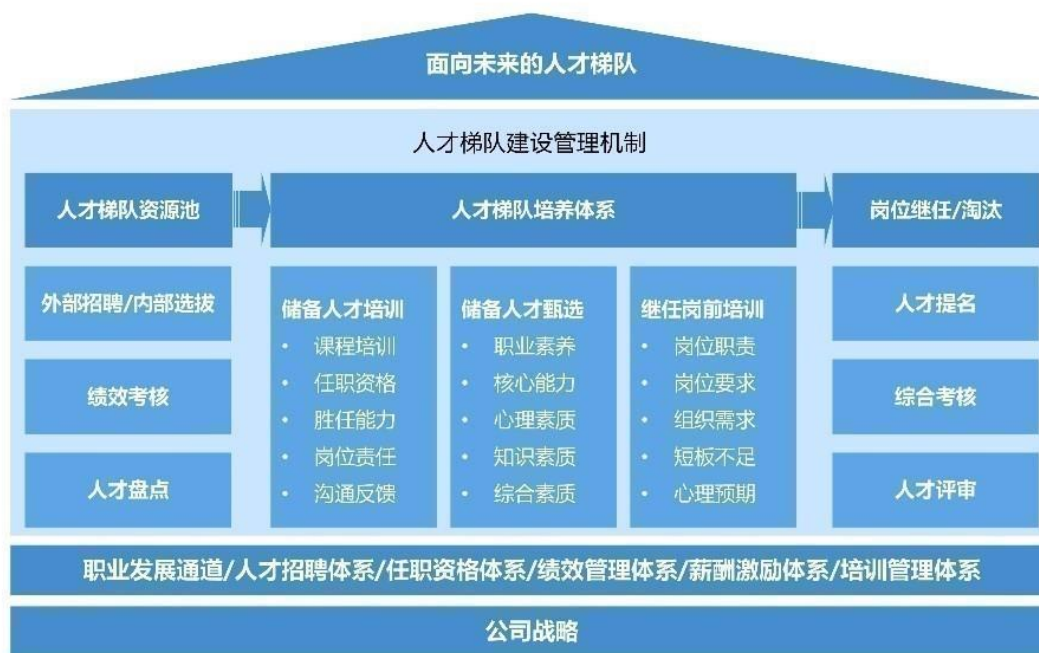 面向未来的人才梯队
人才梯队建设管理机制
人才梯队资源池
人才梯队培养体系
岗位继任/淘汰
外部招聘/内部选拔
绩效考核
人才盘点
储备人才培训
• 课程培训
• 任职资格
• 胜任能力
• 岗位责任
• 沟通反馈
储备人才甄选
• 职业素养
• 核心能力
• 心理素质
• 知识素质
• 综合素质
继任岗前培训
• 岗位职责
• 岗位要求
• 组织需求
• 短板不足
• 心理预期
人才提名
综合考核
人才评审
职业发展通道/人才招聘体系/任职资格体系/绩效管理体系/薪酬激励体系/培训管理体系
公司战略